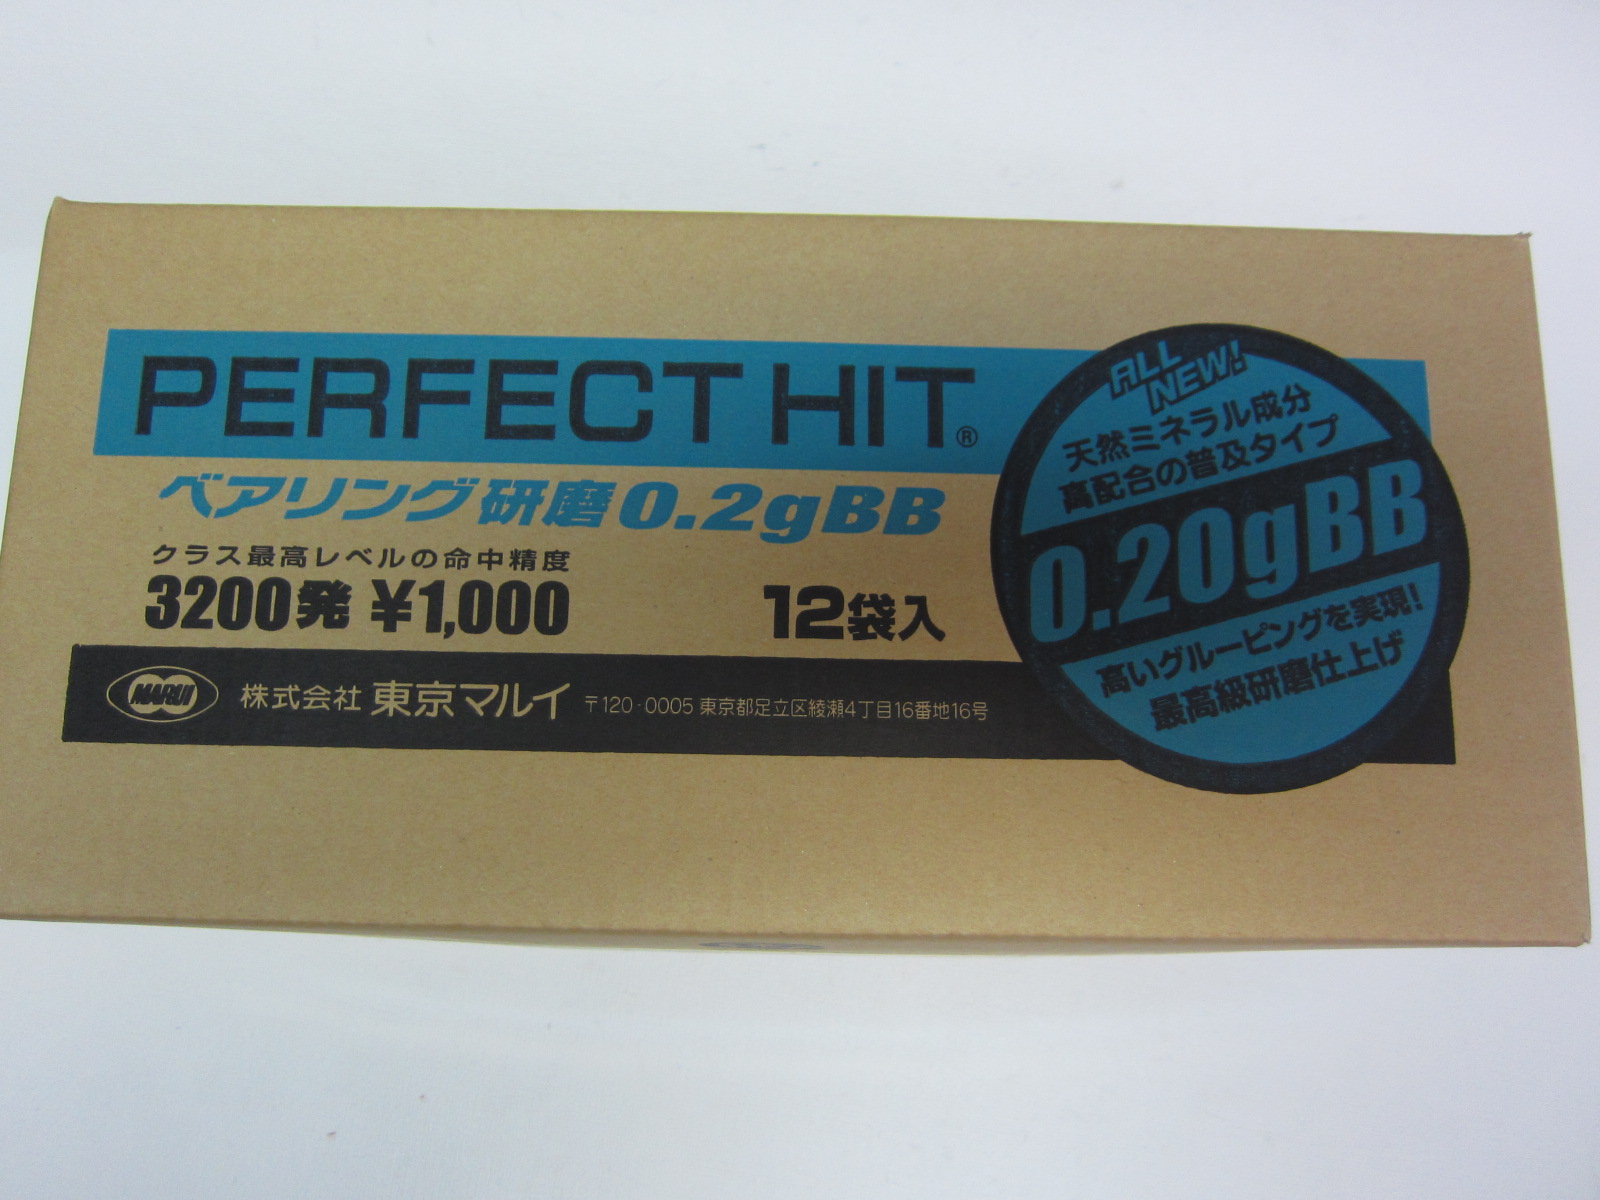 PERFECT HIT®
ベアリング研磨0.2gBB
クラス最高レベルの命中精度
3200発 ¥1,000
12袋入
MARUI 株式会社 東京マルイ 〒120-0005 東京都足立区綾瀬4丁目16番地16号
ALL
NEW!
天然ミネラル成分
高配合の普及タイプ
0.20gBB
高いグルーピングを実現!
最高級研磨仕上げ